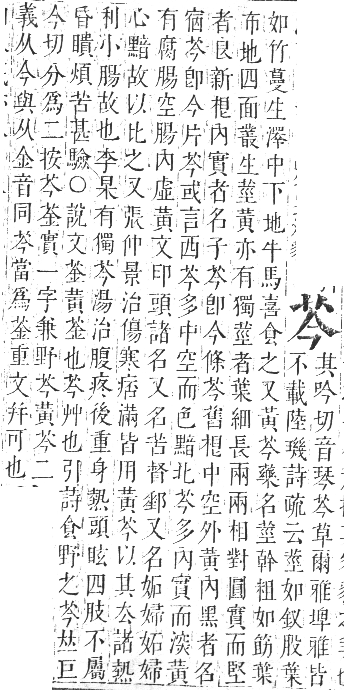 芩
其吟切音琴芩草爾雅埤雅皆
不載陸璣詩疏云莖如釵股葉
如竹蔓生澤中下地牛馬喜食之又黃芩藥名莖幹粗如筯葉
布地四面叢生莖黃亦有獨莖者葉細長兩兩相對圓實而堅
者良新根內實者名子芩卽今條芩舊根中空外黃內黑者名
宿芩卽今片芩或言西芩多中空而色黯北芩多內實而淡黃
有腐腸空腸內虛黃文印頭諸名又名苦督郵又名妬婦妬婦
心黯故以比之又張仲景治傷寒痞滿皆用黃芩以其去諸熱
利小腸故也李杲有獨芩湯治腹疼後重身熱頭眩四肢不屬
昏瞶煩苦甚驗○說文荃黃荃也芩艸也引詩食野之芩𠀤巨
今切分爲二按芩荃實一字兼野芩黃芩二
義从今與从金音同芩當爲荃重文幷可也